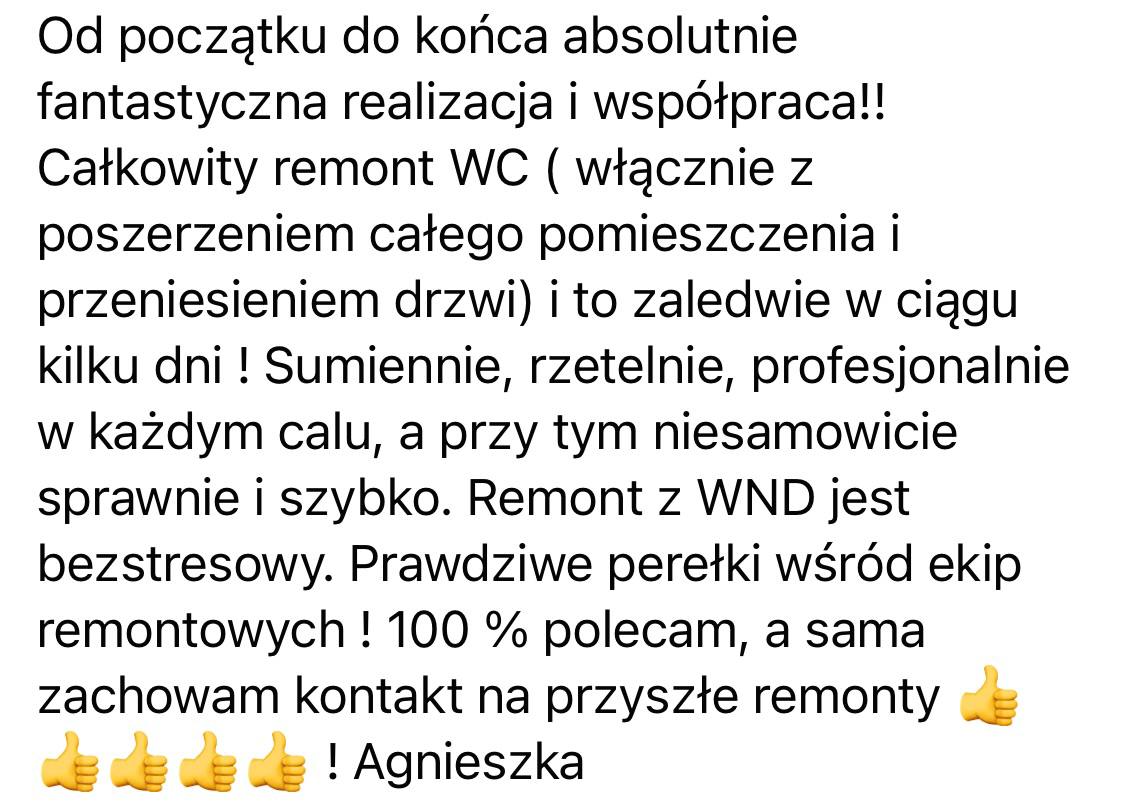 Od początku do końca absolutnie
fantastyczna realizacja i współpraca!!
Całkowity remont WC ( włącznie z
poszerzeniem całego pomieszczenia i
przeniesieniem drzwi) i to zaledwie w ciągu
kilku dni ! Sumiennie, rzetelnie, profesjonalnie
w każdym calu, a przy tym niesamowicie
sprawnie i szybko. Remont z WND jest
bezstresowy. Prawdziwe perełki wśród ekip
remontowych ! 100 % polecam, a sama
zachowam kontakt na przyszłe remonty 👍
👍👍👍👍 ! Agnieszka